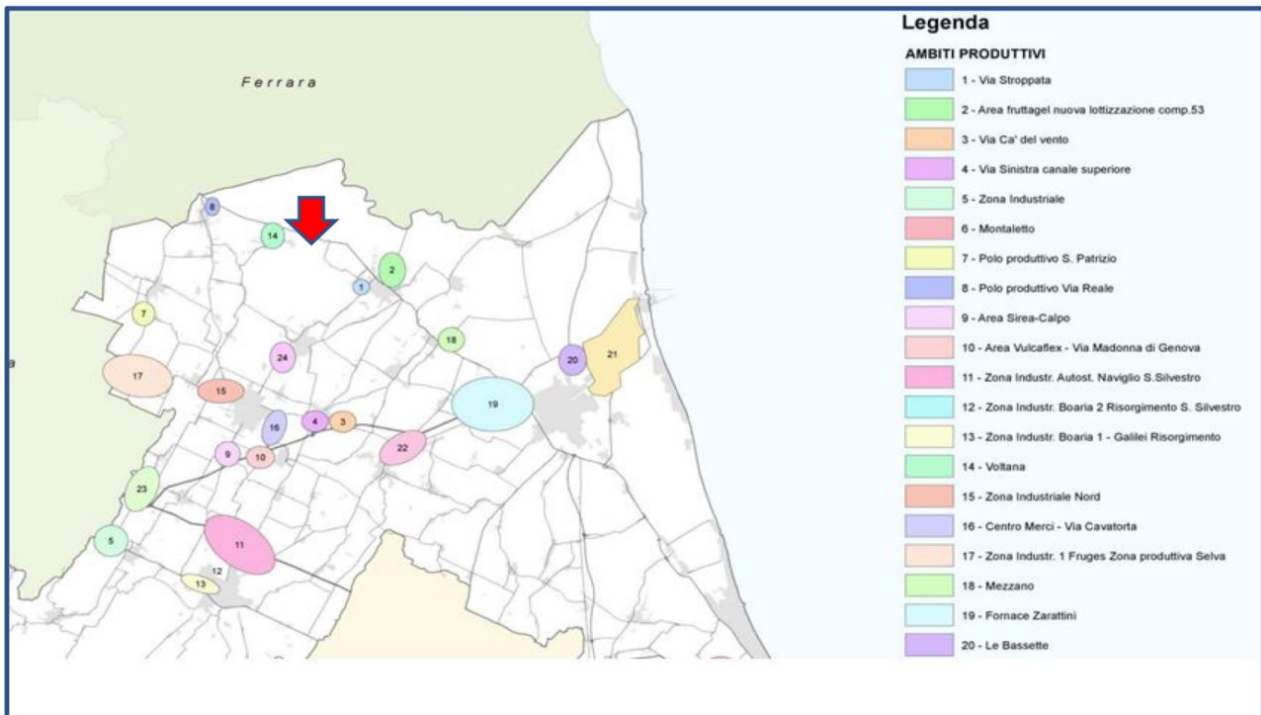 Legenda
AMBITI PRODUTTIVI
1 - Via Stroppata
2 - Area fruttagel nuova lottizzazione comp.53
3 - Via Ca' del vento
4 - Via Sinistra canale superiore
5 - Zona Industriale
6 - Montaletto
7 - Polo produttivo S. Patrizio
8 - Polo produttivo Via Reale
9 - Area Sirea-Calpo
10 - Area Vulcaflex - Via Madonna di Genova
11 - Zona Industr. Autost. Naviglio S.Silvestro
12 - Zona Industr. Boaria 2 Risorgimento S. Silvestro
13 - Zona Industr. Boaria 1 - Galilei Risorgimento
14 - Voltana
15 - Zona Industriale Nord
16 - Centro Merci - Via Cavatorta
17 - Zona Industr. 1 Fruges Zona produttiva Selva
18 - Mezzano
19 - Fornace Zarattini
20 - Le Bassette
Ferrara
8
14
2
1
7
18
24
20
21
17
15
19
4
3
16
22
9
10
23
5
11
12
13